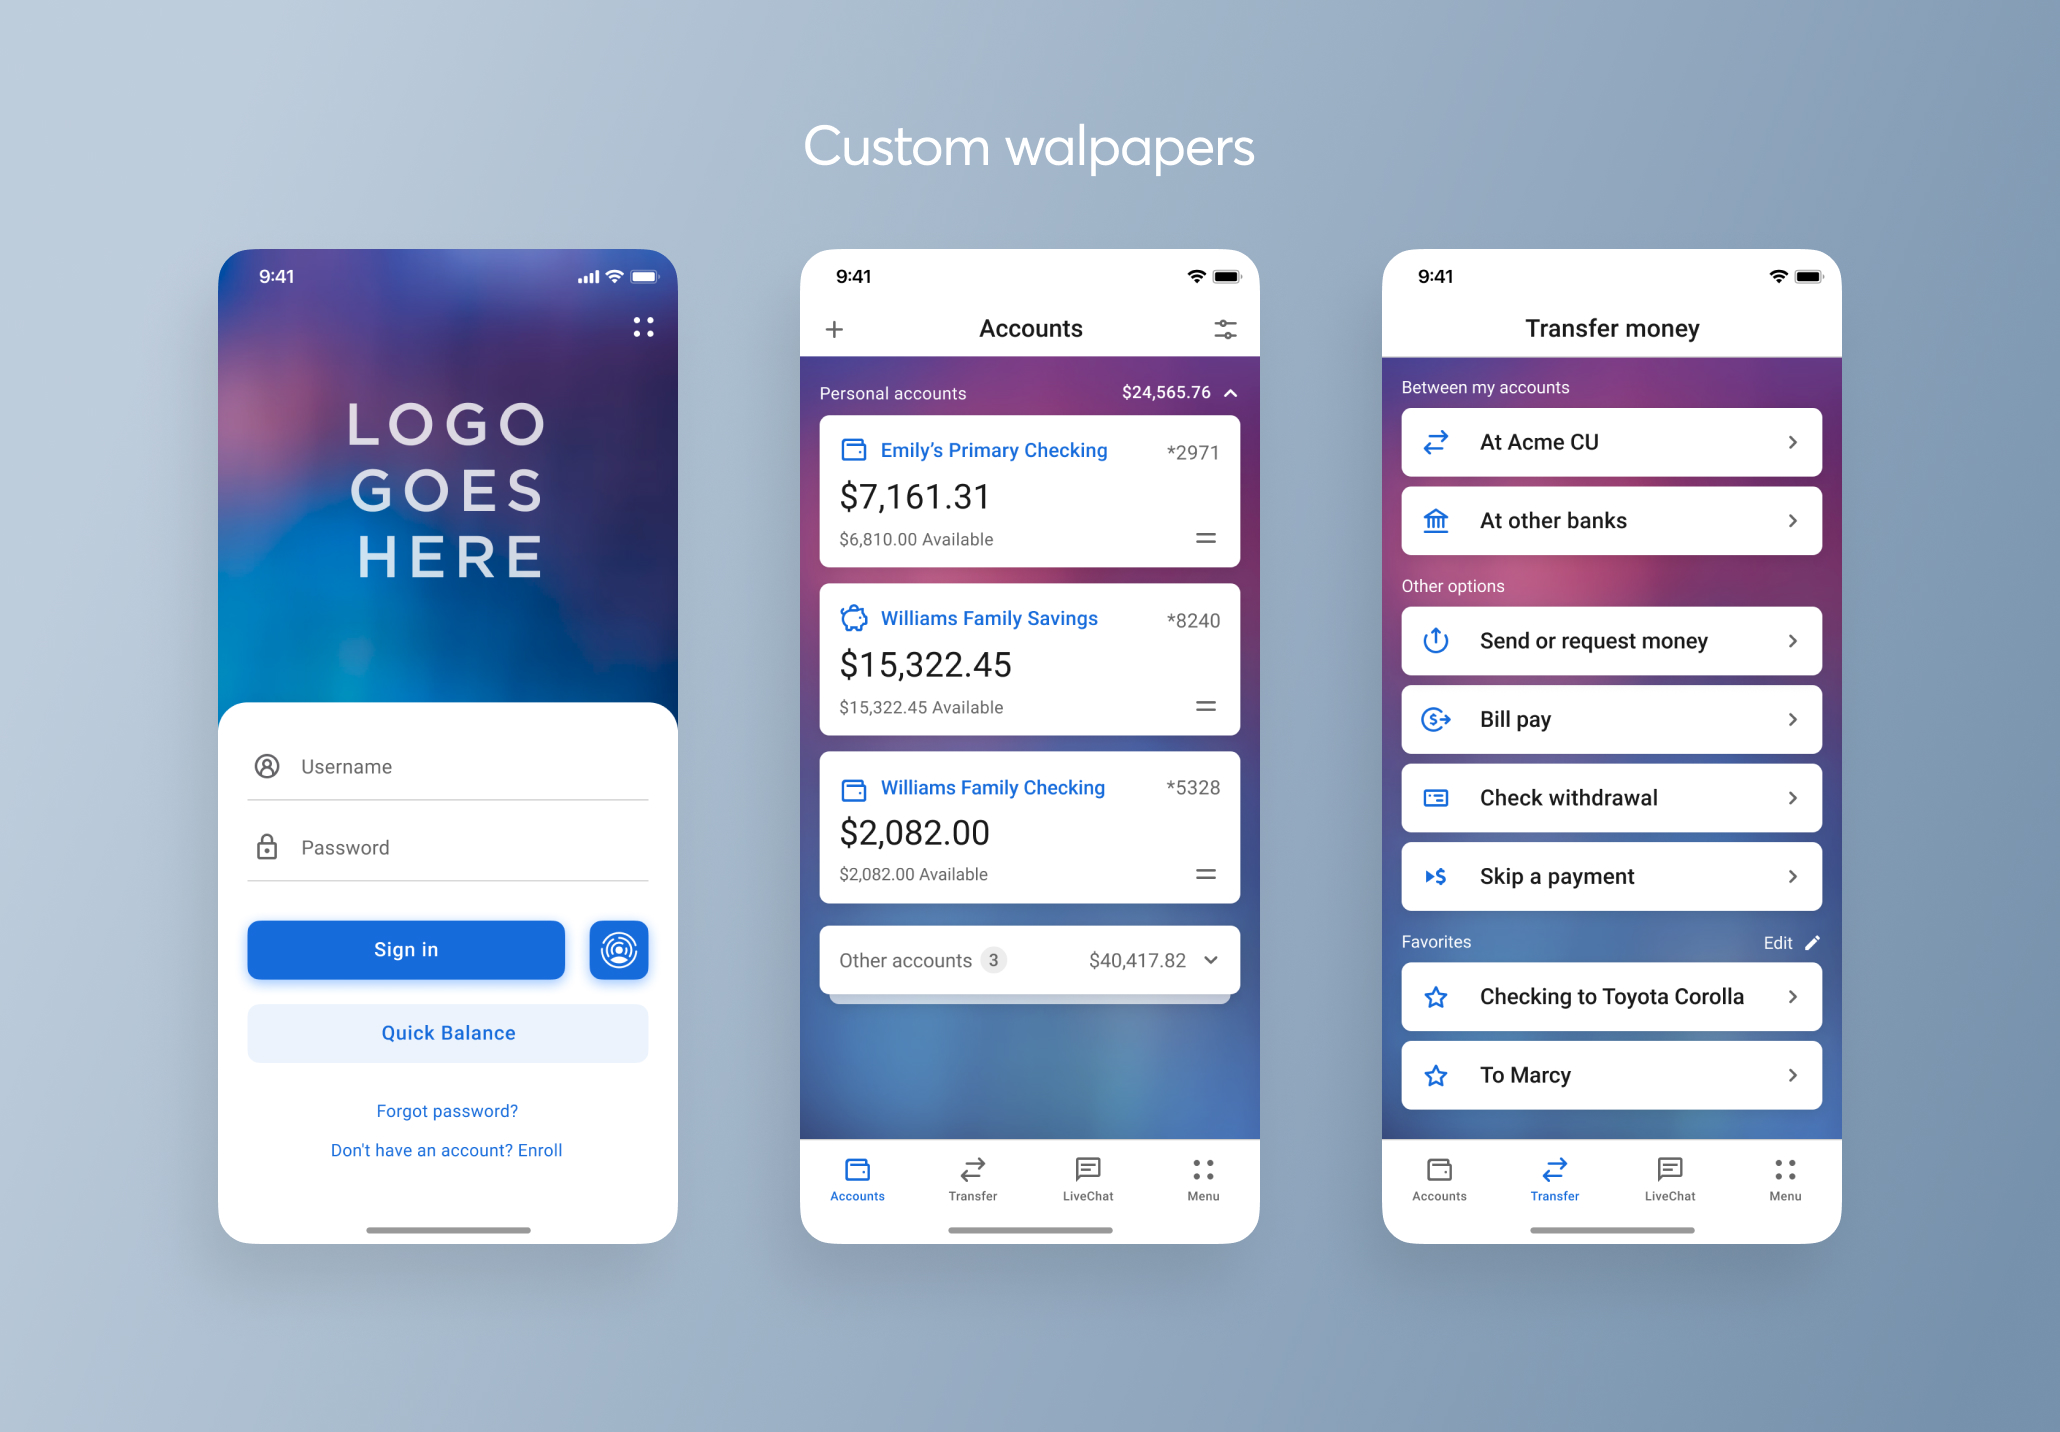 Custom walpapers
9:41
LOGO
GOES
HERE
Username
Password
Sign in
Quick Balance
Forgot password?
Don't have an account? Enroll
9:41
Accounts
Personal accounts $24,565.76
Emily’s Primary Checking *2971
$7,161.31
$6,810.00 Available
Williams Family Savings *8240
$15,322.45
$15,322.45 Available
Williams Family Checking *5328
$2,082.00
$2,082.00 Available
Other accounts 3 $40,417.82
Accounts Transfer LiveChat Menu
9:41
Transfer money
Between my accounts
At Acme CU
At other banks
Other options
Send or request money
Bill pay
Check withdrawal
Skip a payment
Favorites Edit
Checking to Toyota Corolla
To Marcy
Accounts Transfer LiveChat Menu